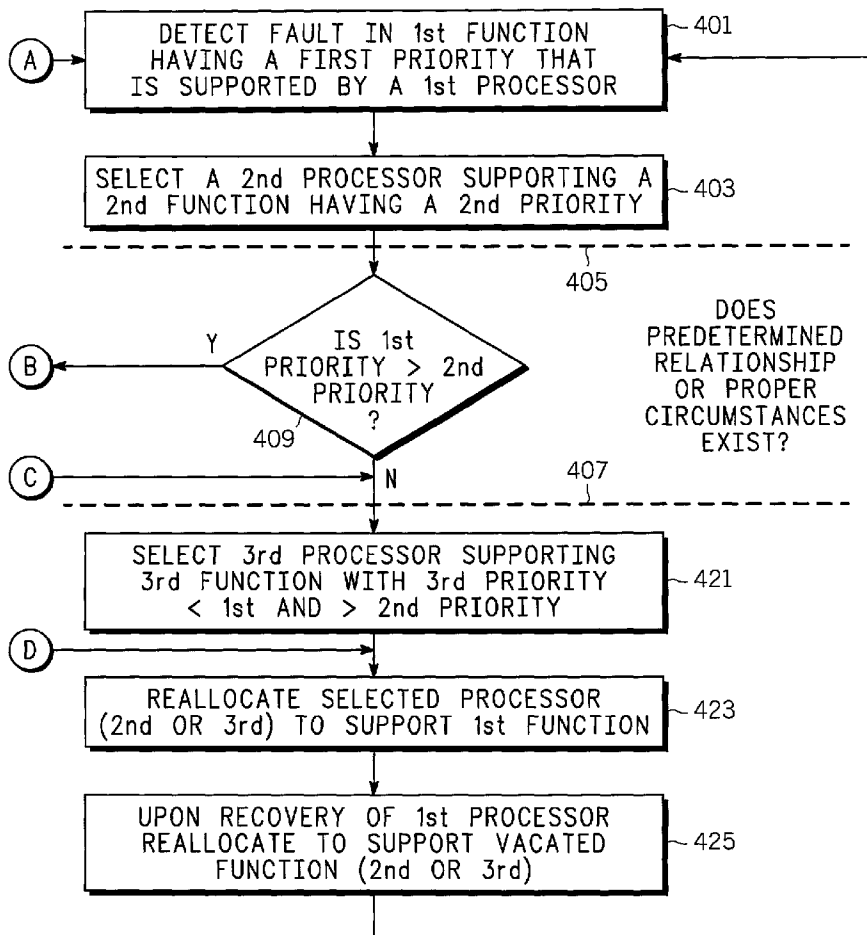 DETECT FAULT IN 1st FUNCTION
HAVING A FIRST PRIORITY THAT
IS SUPPORTED BY A 1st PROCESSOR
401
A
SELECT A 2nd PROCESSOR SUPPORTING A
2nd FUNCTION HAVING A 2nd PRIORITY
403
405
IS 1st
PRIORITY > 2nd
PRIORITY
?
Y
B
409
DOES
PREDETERMINED
RELATIONSHIP
OR PROPER
CIRCUMSTANCES
EXIST?
C
N
407
SELECT 3rd PROCESSOR SUPPORTING
3rd FUNCTION WITH 3rd PRIORITY
< 1st AND > 2nd PRIORITY
421
D
REALLOCATE SELECTED PROCESSOR
(2nd OR 3rd) TO SUPPORT 1st FUNCTION
423
UPON RECOVERY OF 1st PROCESSOR
REALLOCATE TO SUPPORT VACATED
FUNCTION (2nd OR 3rd)
425